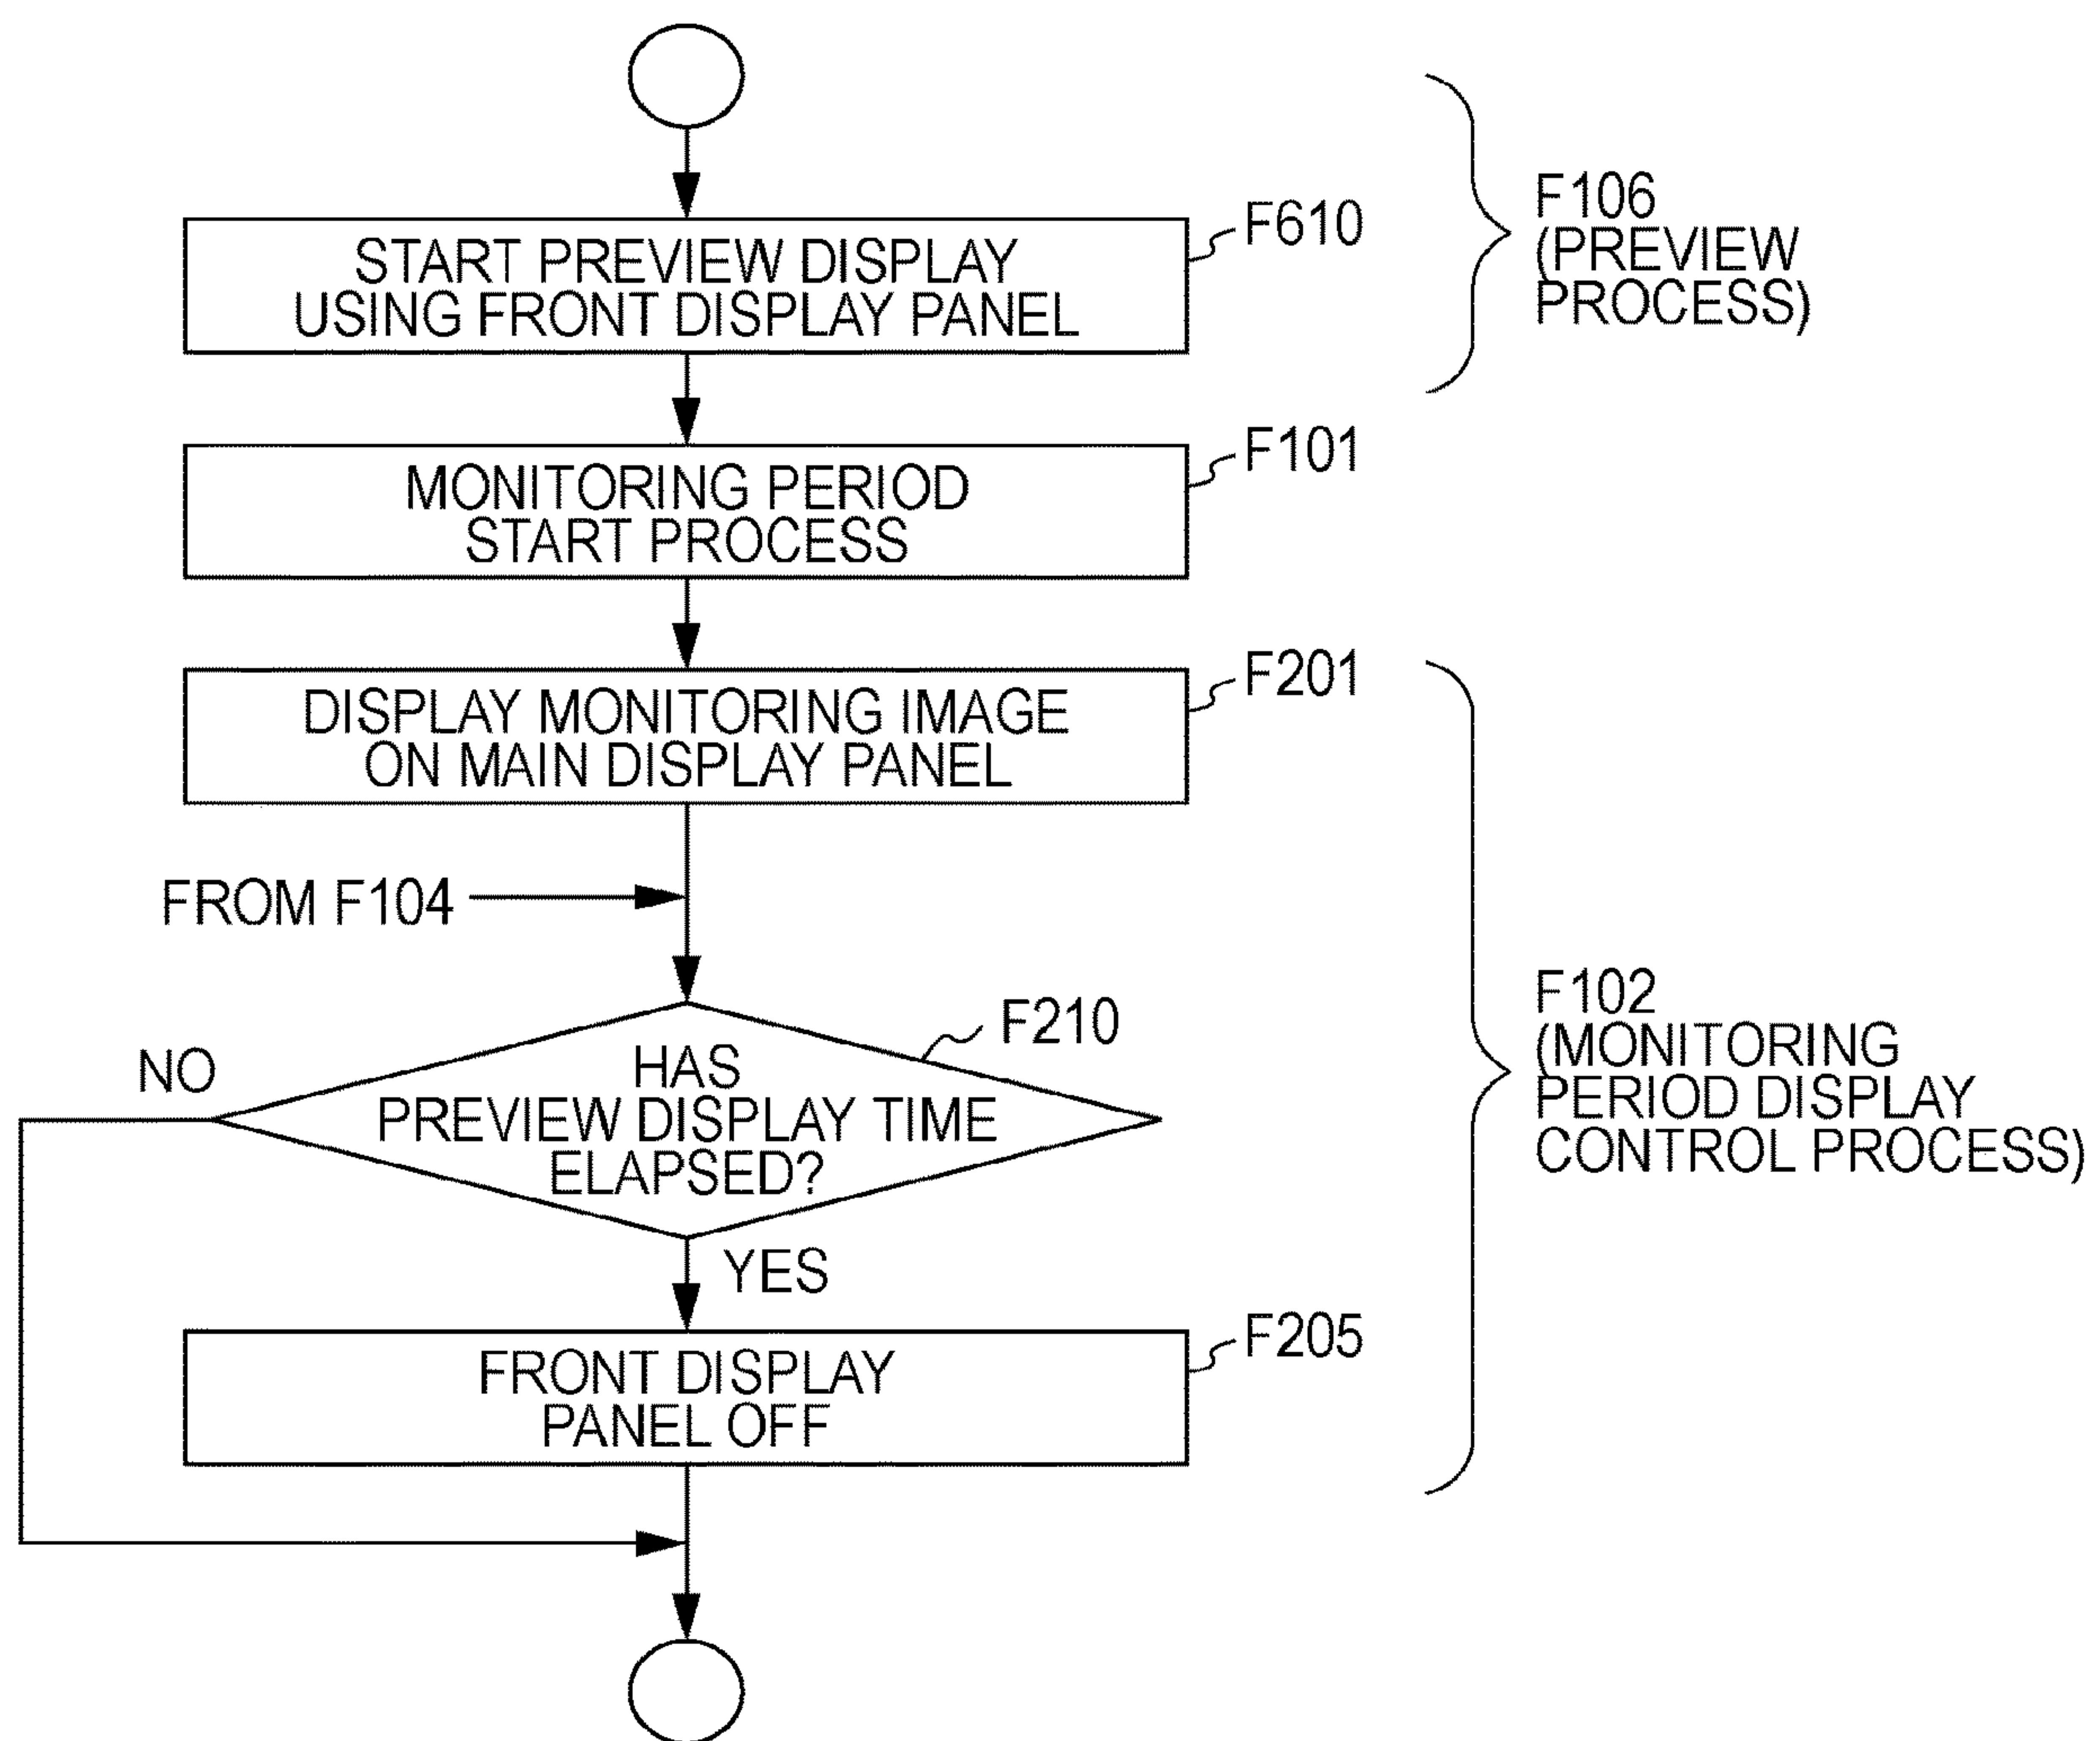 START PREVIEW DISPLAY
USING FRONT DISPLAY PANEL
F610
F106
(PREVIEW
PROCESS)
MONITORING PERIOD
START PROCESS
F101
DISPLAY MONITORING IMAGE
ON MAIN DISPLAY PANEL
F201
FROM F104
HAS
PREVIEW DISPLAY TIME
ELAPSED?
F210
NO
YES
F102
(MONITORING
PERIOD DISPLAY
CONTROL PROCESS)
FRONT DISPLAY
PANEL OFF
F205